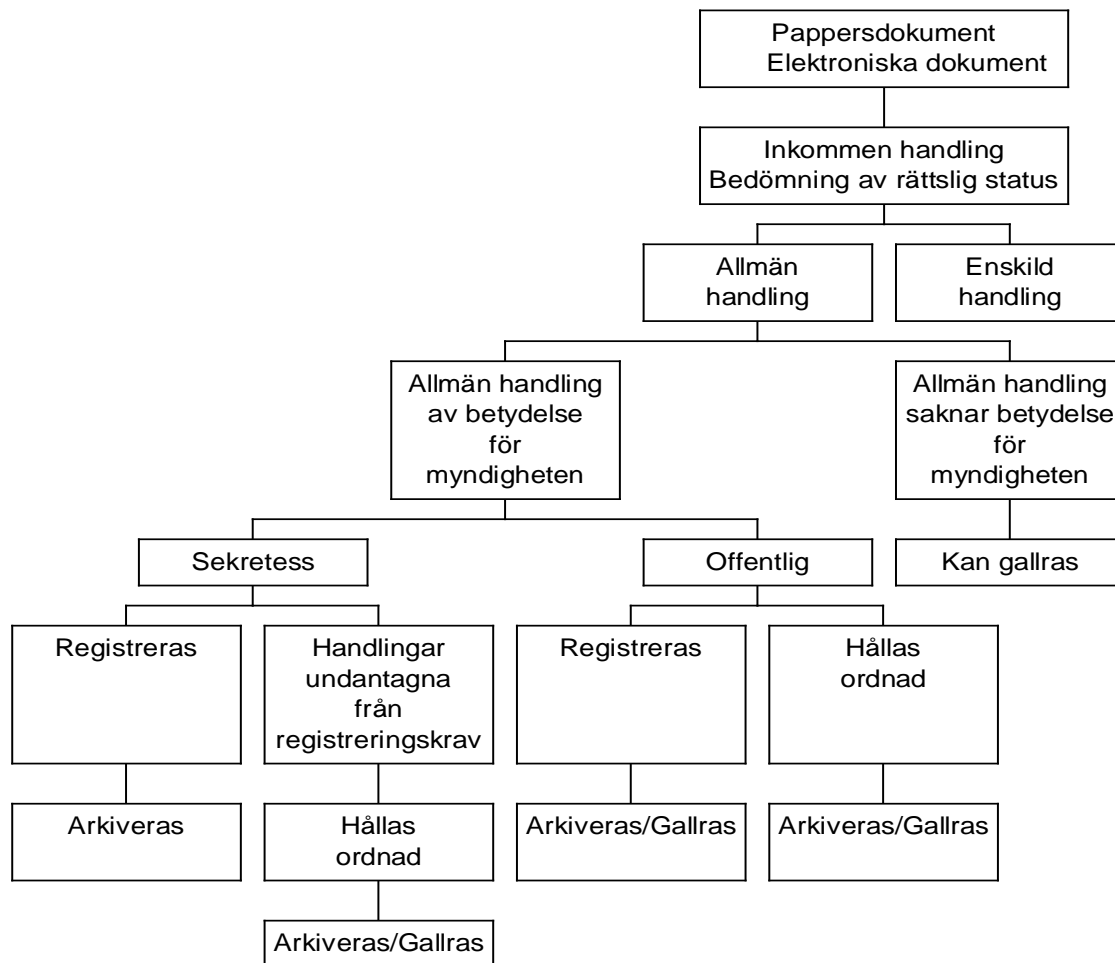 Pappersdokument
Elektroniska dokument
Inkommen handling
Bedömning av rättslig status
Allmän
handling
Enskild
handling
Allmän handling
av betydelse
för
myndigheten
Allmän handling
saknar betydelse
för
myndigheten
Sekretess
Offentlig
Kan gallras
Registreras
Handlingar
undantagna
från
registreringskrav
Registreras
Hållas
ordnad
Arkiveras
Hållas
ordnad
Arkiveras/Gallras
Arkiveras/Gallras
Arkiveras/Gallras